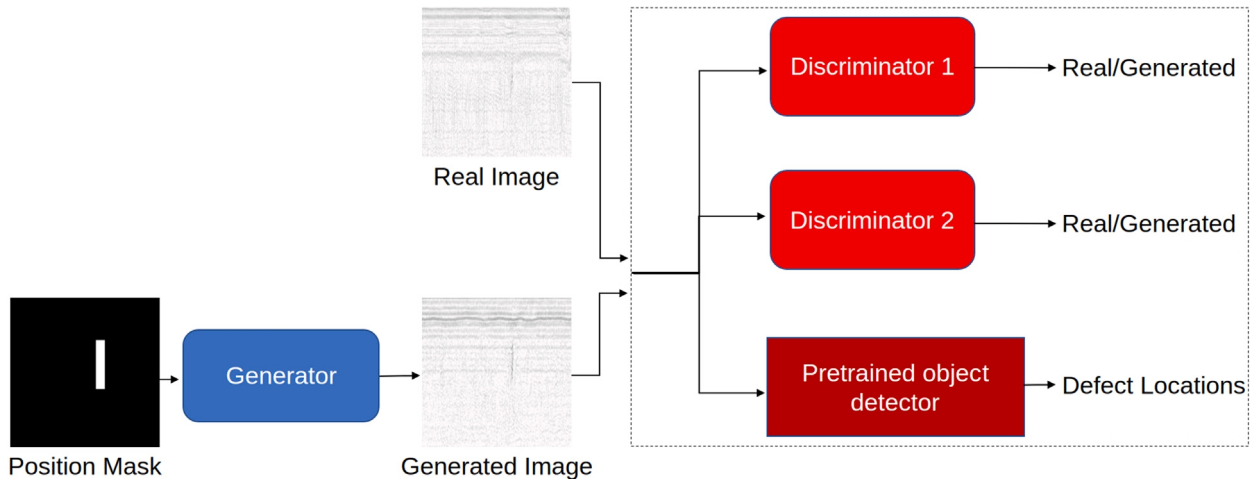 Discriminator 1
Real/Generated
Real Image
Discriminator 2
Real/Generated
Generator
Pretrained object
detector
Defect Locations
Position Mask
Generated Image